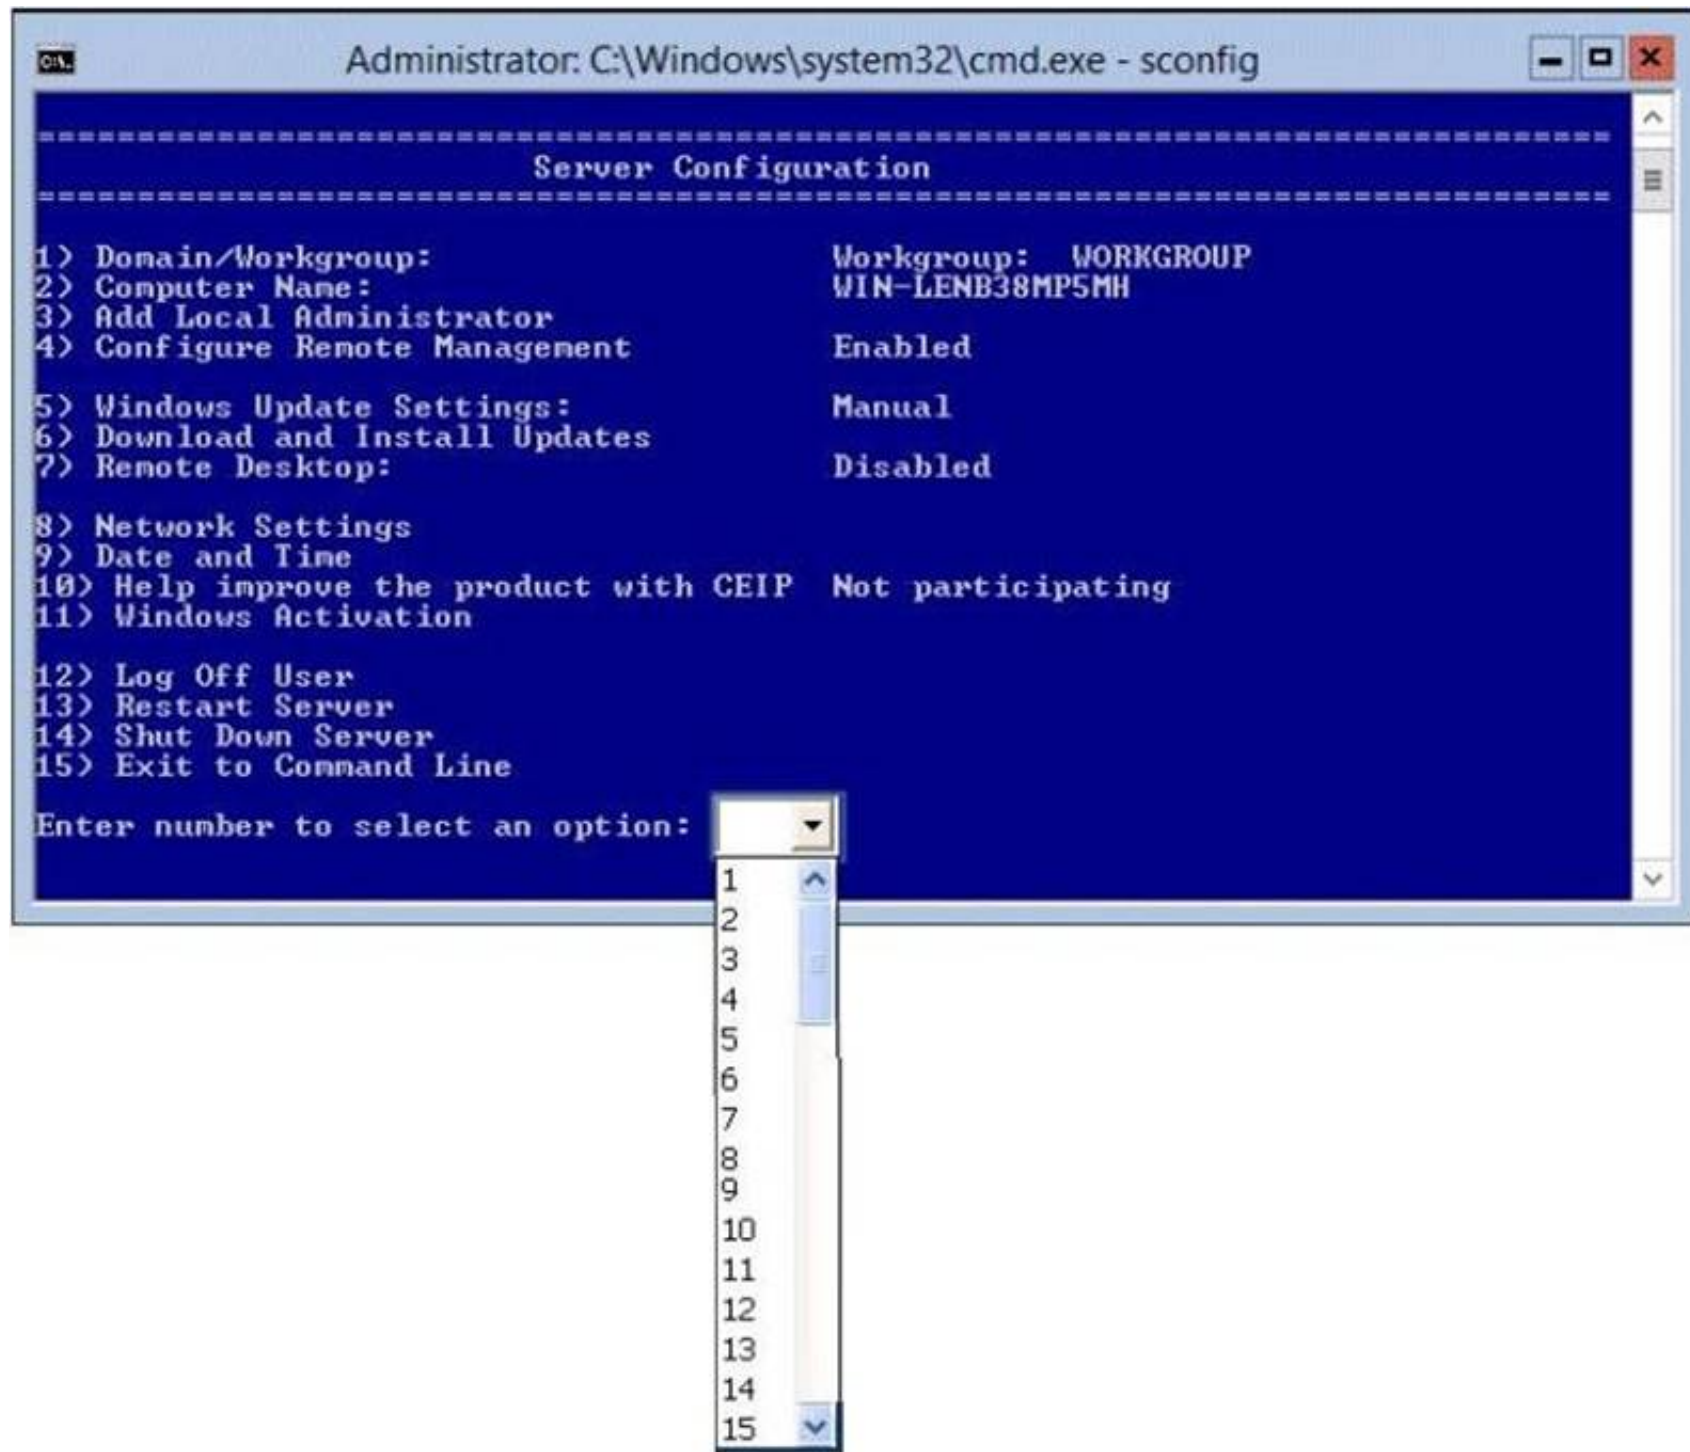 Administrator: C:\Windows\system32\cmd.exe - sconfig
===============================================================================
Server Configuration
===============================================================================
1) Domain/Workgroup: Workgroup: WORKGROUP
2) Computer Name: WIN-LENB38MP5MH
3) Add Local Administrator
4) Configure Remote Management Enabled
5) Windows Update Settings: Manual
6) Download and Install Updates
7) Remote Desktop: Disabled
8) Network Settings
9) Date and Time
10) Help improve the product with CEIP Not participating
11) Windows Activation
12) Log Off User
13) Restart Server
14) Shut Down Server
15) Exit to Command Line
Enter number to select an option:
1
2
3
4
5
6
7
8
9
10
11
12
13
14
15